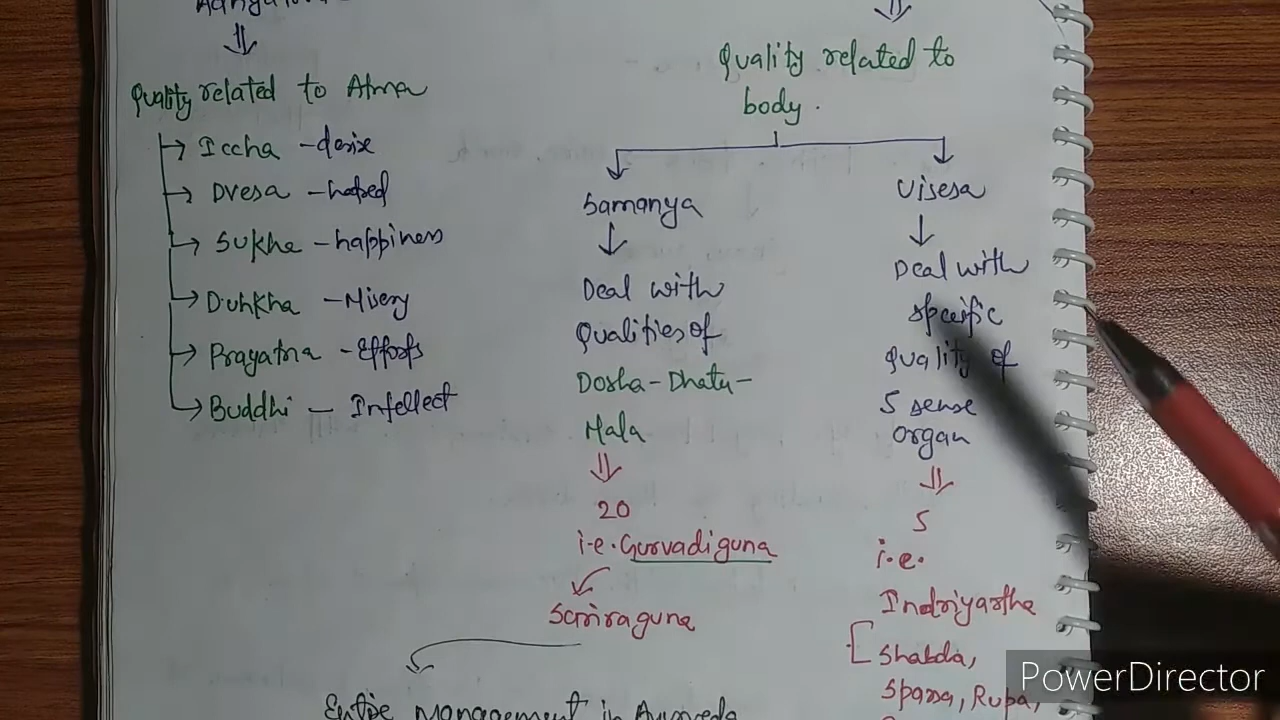 Quality related to Atma
Iccha - desire
Dvesa - hatred
Sukha - happiness
Duhkha - Misery
Prayatna - Efforts
Buddhi - Intellect
Quality related to
body.
Samanya
Deal with
Qualities of
Dosha - Dhatu -
Mala
20
i.e. Gurvadiguna
Sariraguna
Entire management in Ayurveda
Visesa
Deal with
specific
quality of
5 sense
organ
5
i.e.
Indriyartha
[ Shabda,
Sparsa, Rupa,
PowerDirector